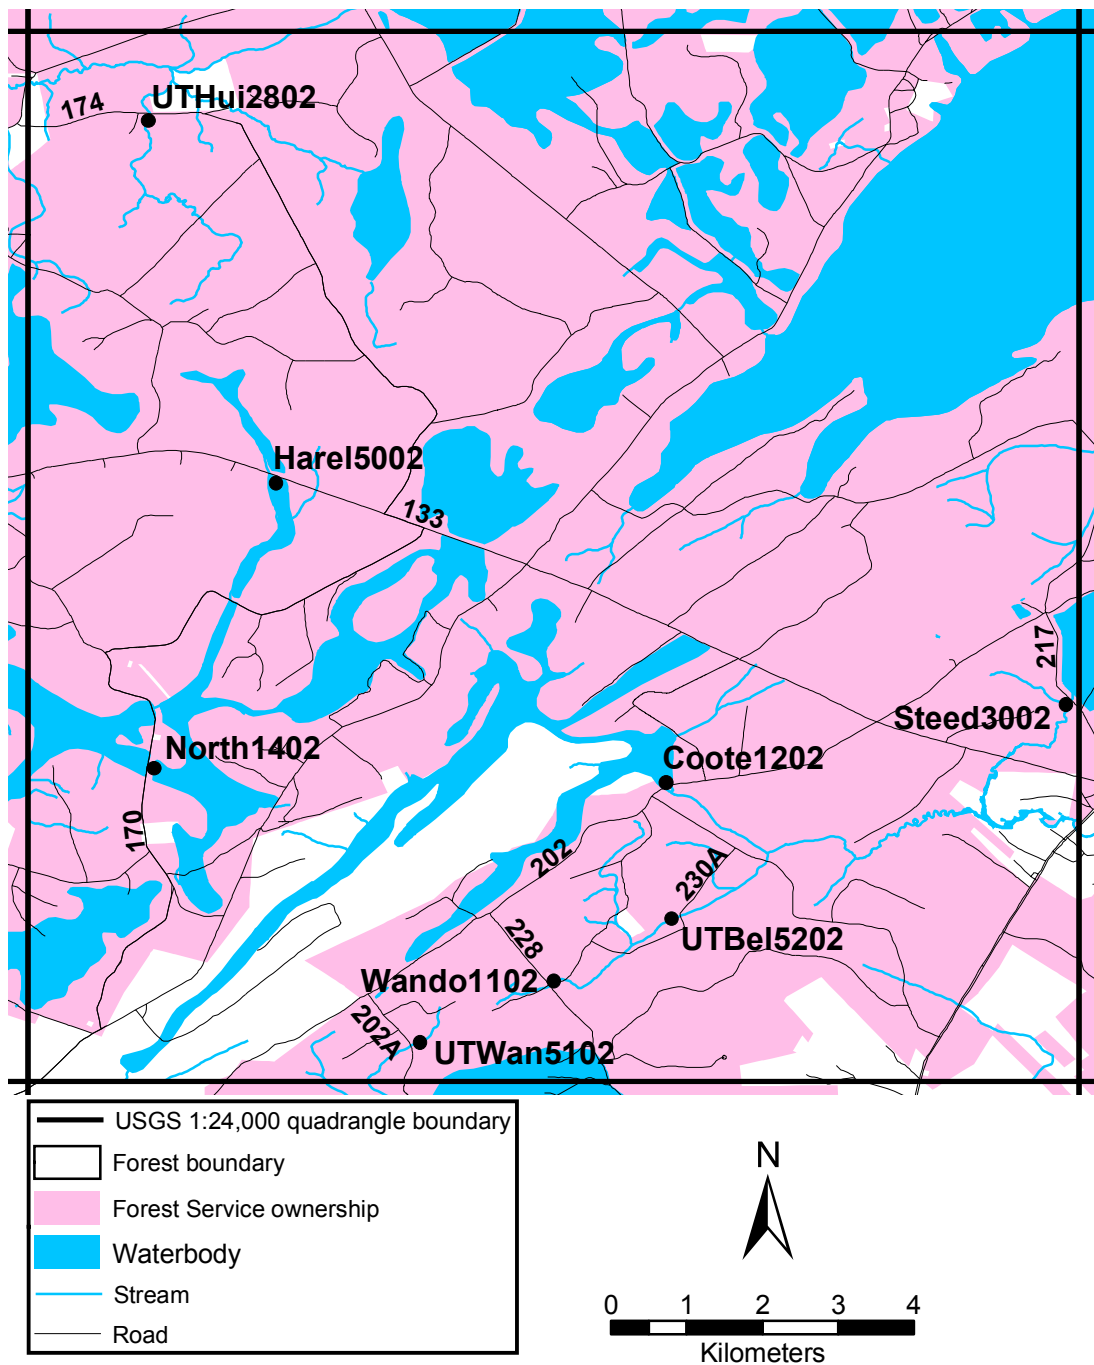 174
UTHui2802
Harel5002
133
217
Steed3002
North1402
Coote1202
170
202
230A
UTBel5202
228
Wando1102
202A
UTWan5102
USGS 1:24,000 quadrangle boundary
Forest boundary
Forest Service ownership
Waterbody
Stream
Road
N
0 1 2 3 4
Kilometers